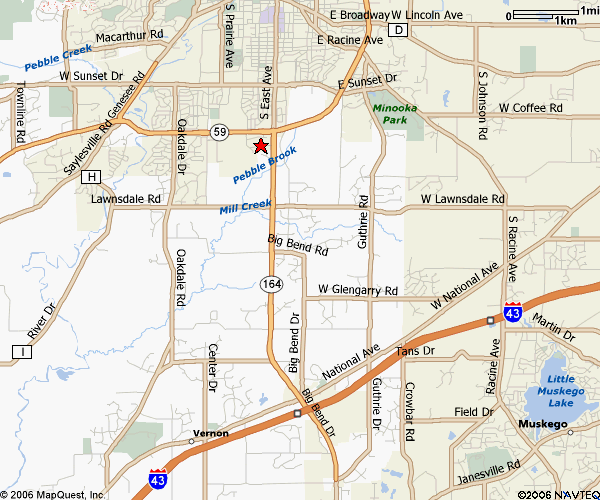 E Broadway
W Lincoln Ave
0
1mi
1km
S Prairie Ave
Macarthur Rd
D
E Racine Ave
Pebble Creek
W Sunset Dr
S East Ave
E Sunset Dr
Townline Rd
Saylesville Rd
Genesee Rd
Minooka
Park
S Johnson Rd
W Coffee Rd
59
Oakdale Dr
Pebble Brook
H
Lawnsdale Rd
Mill Creek
Guthrie Rd
W Lawnsdale Rd
S Racine Ave
Big Bend Rd
Oakdale Rd
164
W Glengarry Rd
W National Ave
43
River Dr
Big Bend Dr
Martin Dr
I
Center Dr
National Ave
Tans Dr
Racine Ave
Guthrie Dr
Crowbar Rd
Little
Muskego
Lake
Big Bend Dr
Field Dr
Muskego
Vernon
Janesville Rd
43
© 2006 MapQuest, Inc.
©2006 NAVTEQ